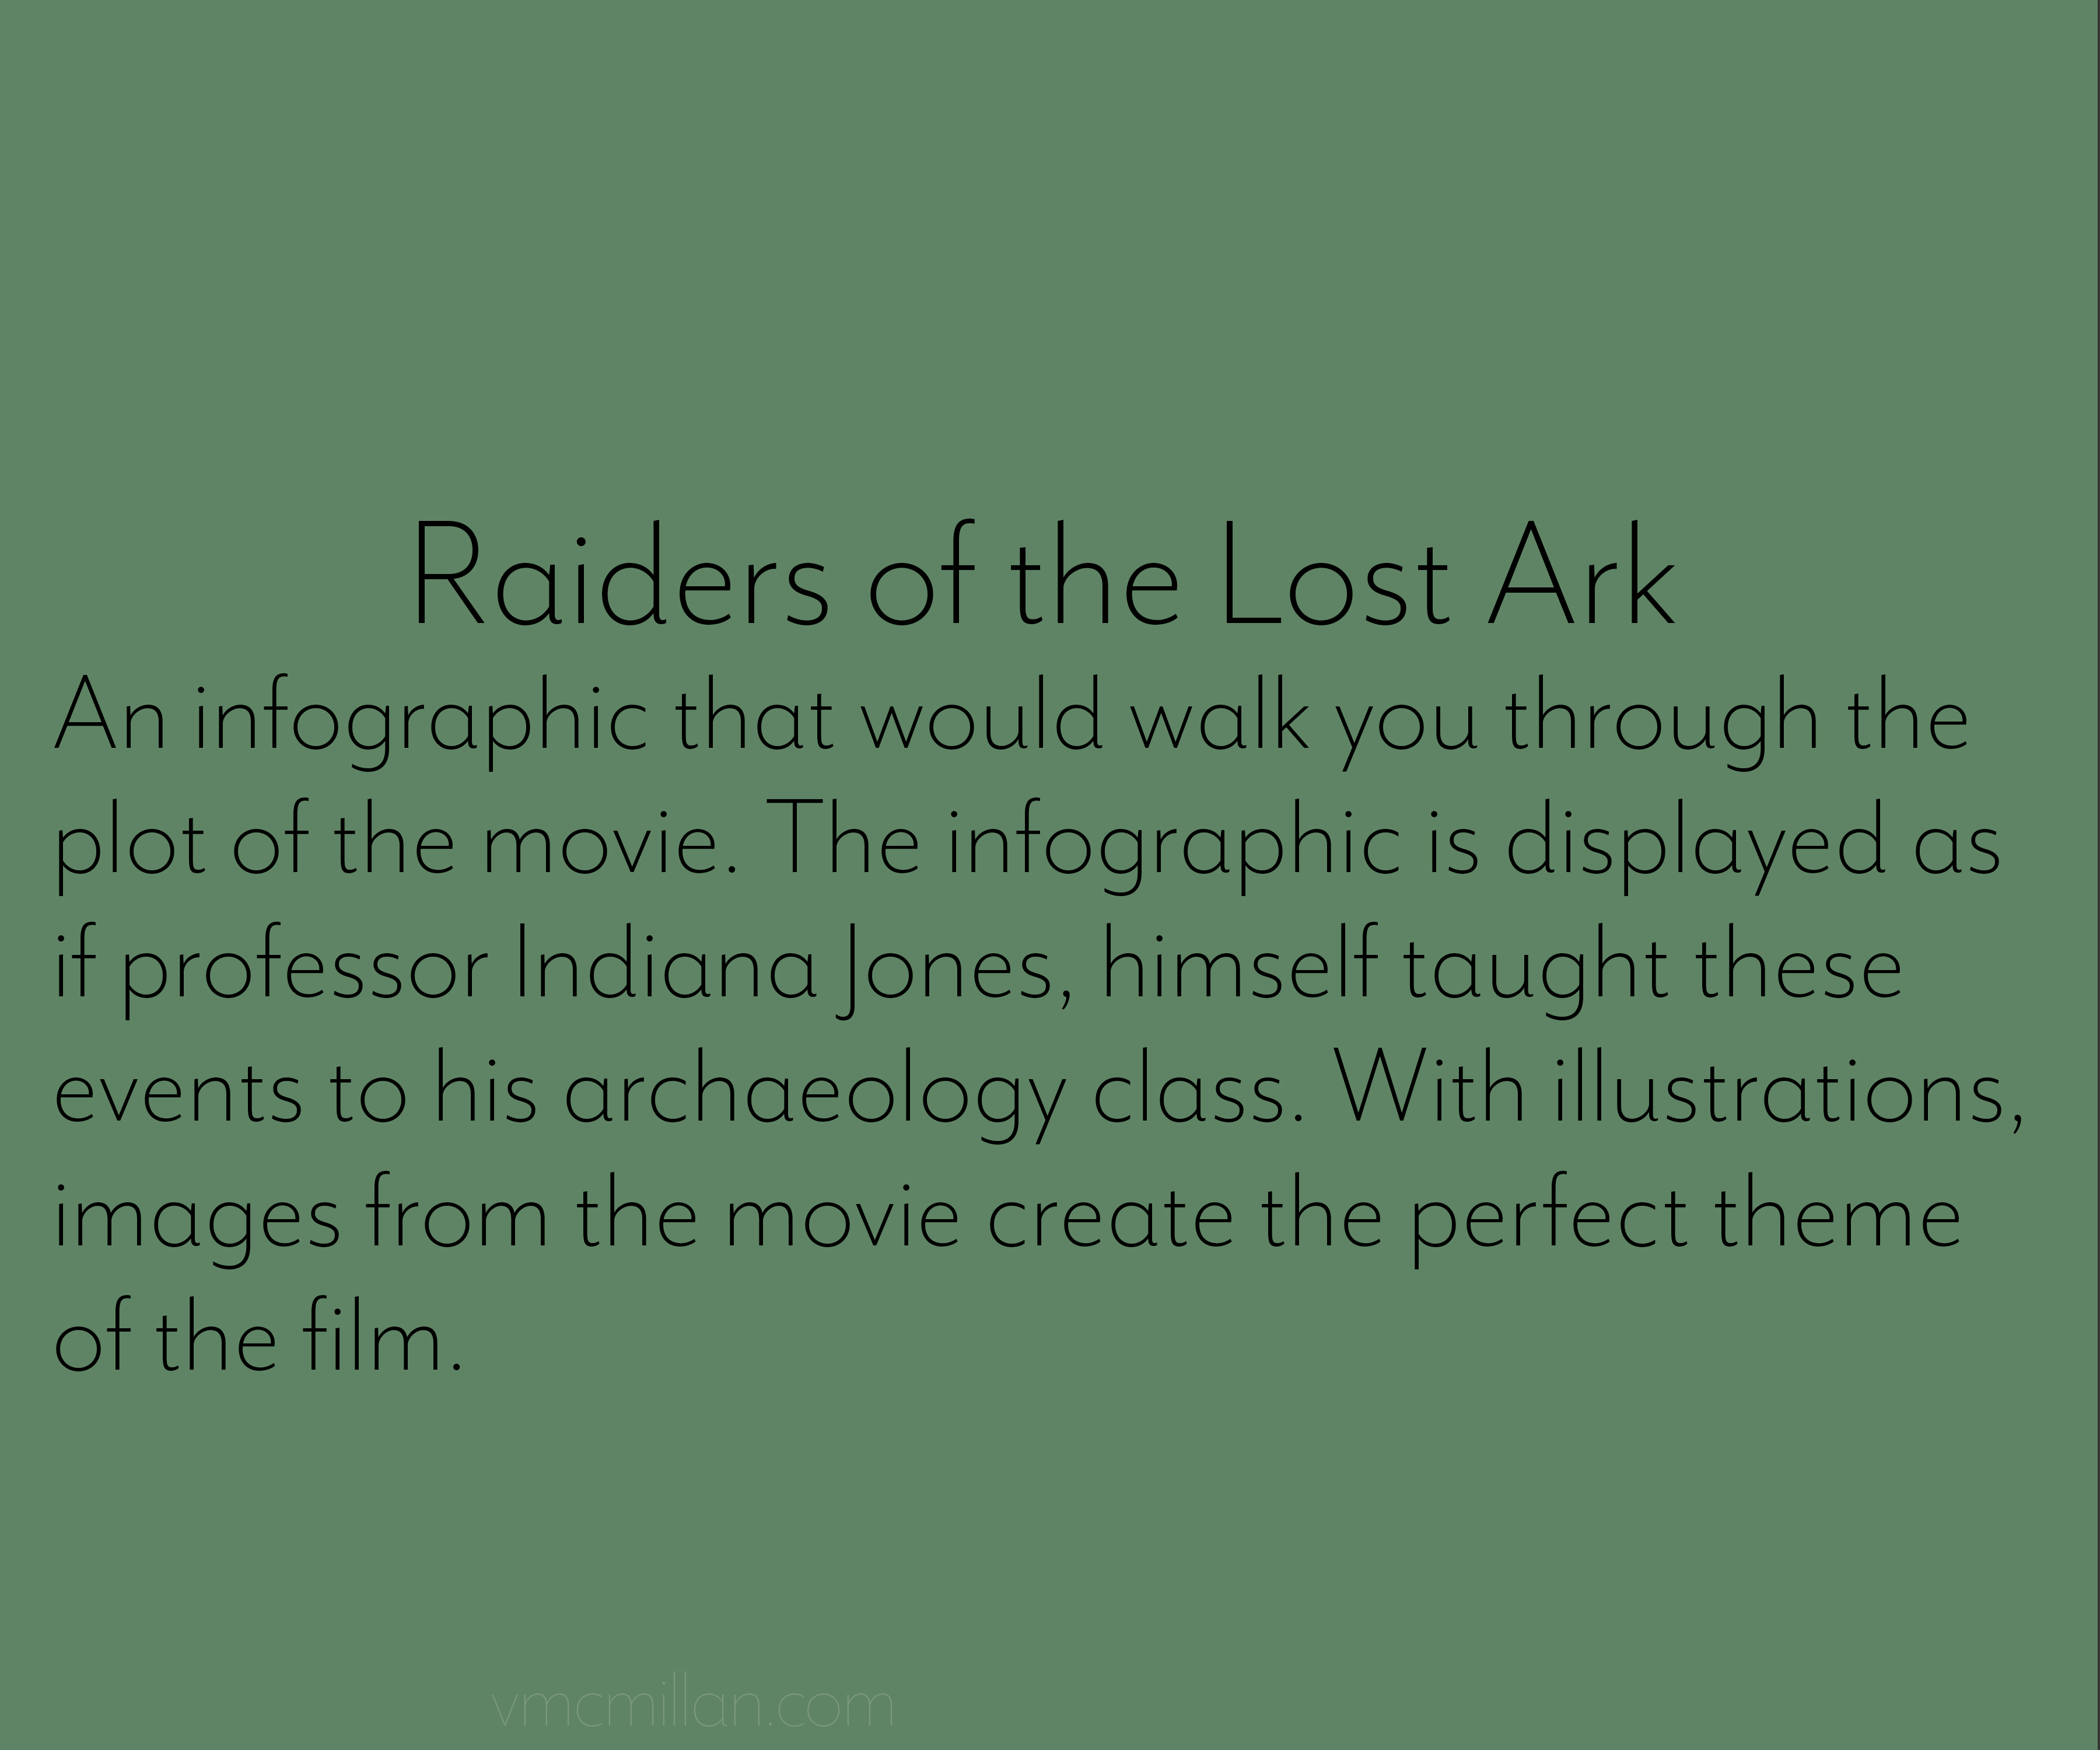 Raiders of the Lost Ark
An infographic that would walk you through the
plot of the movie. The infographic is displayed as
if professor Indiana Jones, himself taught these
events to his archaeology class. With illustrations,
images from the movie create the perfect theme
of the film.
vmcmillan.com